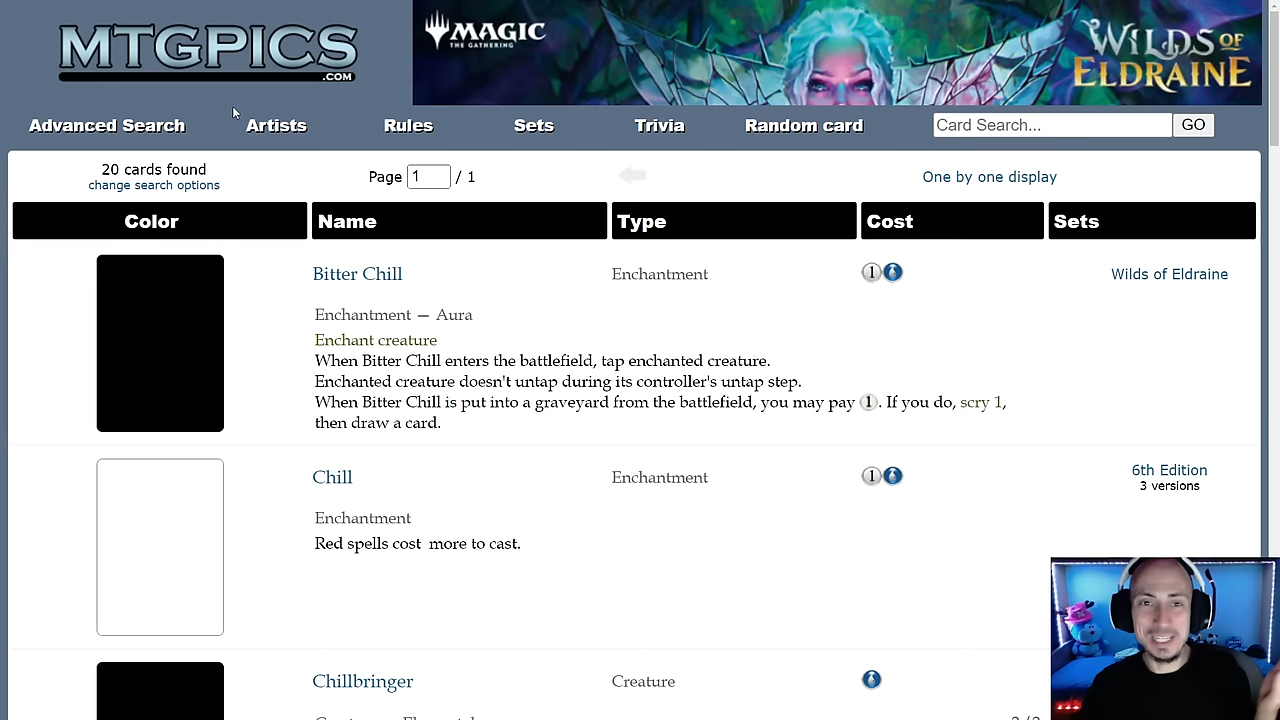 MTGPICS
.COM
MAGIC
THE GATHERING
WILDS OF
ELDRAINE
Advanced Search Artists Rules Sets Trivia Random card Card Search... GO
20 cards found
change search options
Page 1 / 1
One by one display
Color Name Type Cost Sets
Bitter Chill Enchantment 1 Wilds of Eldraine
Enchantment — Aura
Enchant creature
When Bitter Chill enters the battlefield, tap enchanted creature.
Enchanted creature doesn't untap during its controller's untap step.
When Bitter Chill is put into a graveyard from the battlefield, you may pay 1. If you do, scry 1,
then draw a card.
Chill Enchantment 1 6th Edition
3 versions
Enchantment
Red spells cost more to cast.
Chillbringer Creature